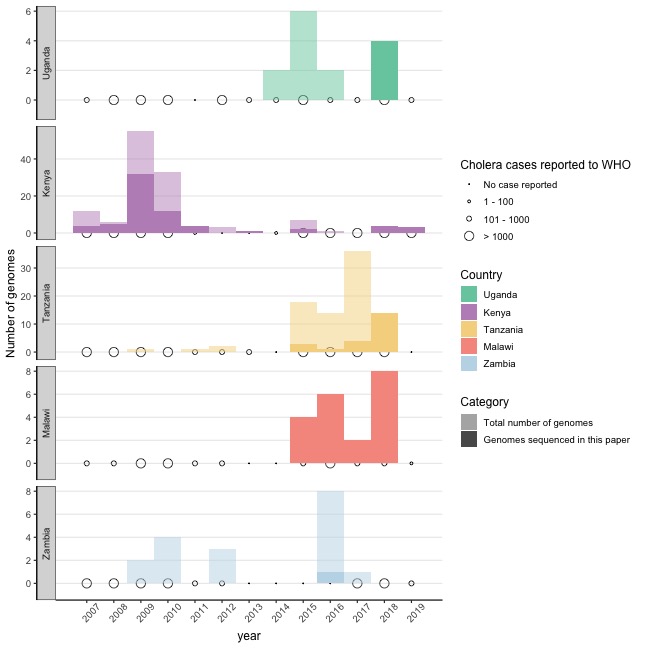 Number of genomes
Uganda
6
4
2
0
Kenya
40
20
0
Tanzania
30
20
10
0
Malawi
8
6
4
2
0
Zambia
8
6
4
2
0
2007 2008 2009 2010 2011 2012 2013 2014 2015 2016 2017 2018 2019
year
Cholera cases reported to WHO
No case reported
1 - 100
101 - 1000
> 1000
Country
Uganda
Kenya
Tanzania
Malawi
Zambia
Category
Total number of genomes
Genomes sequenced in this paper